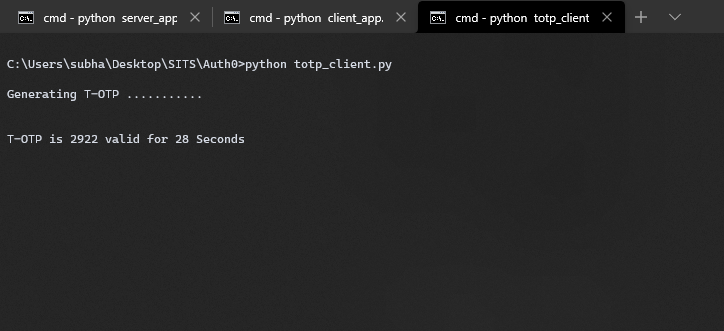 cmd - python  server_app
cmd - python  client_app.
cmd - python  totp_client
C:\Users\subha\Desktop\SITS\Auth0>python totp_client.py
Generating T-OTP ...........
T-OTP is 2922 valid for 28 Seconds